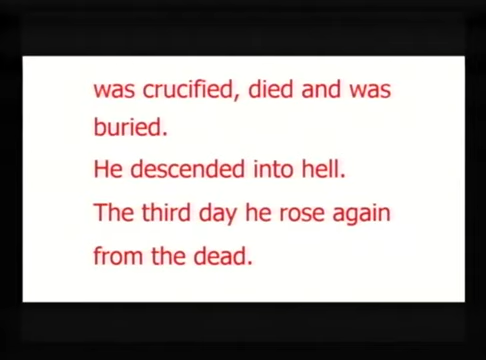 was crucified, died and was
buried.
He descended into hell.
The third day he rose again
from the dead.